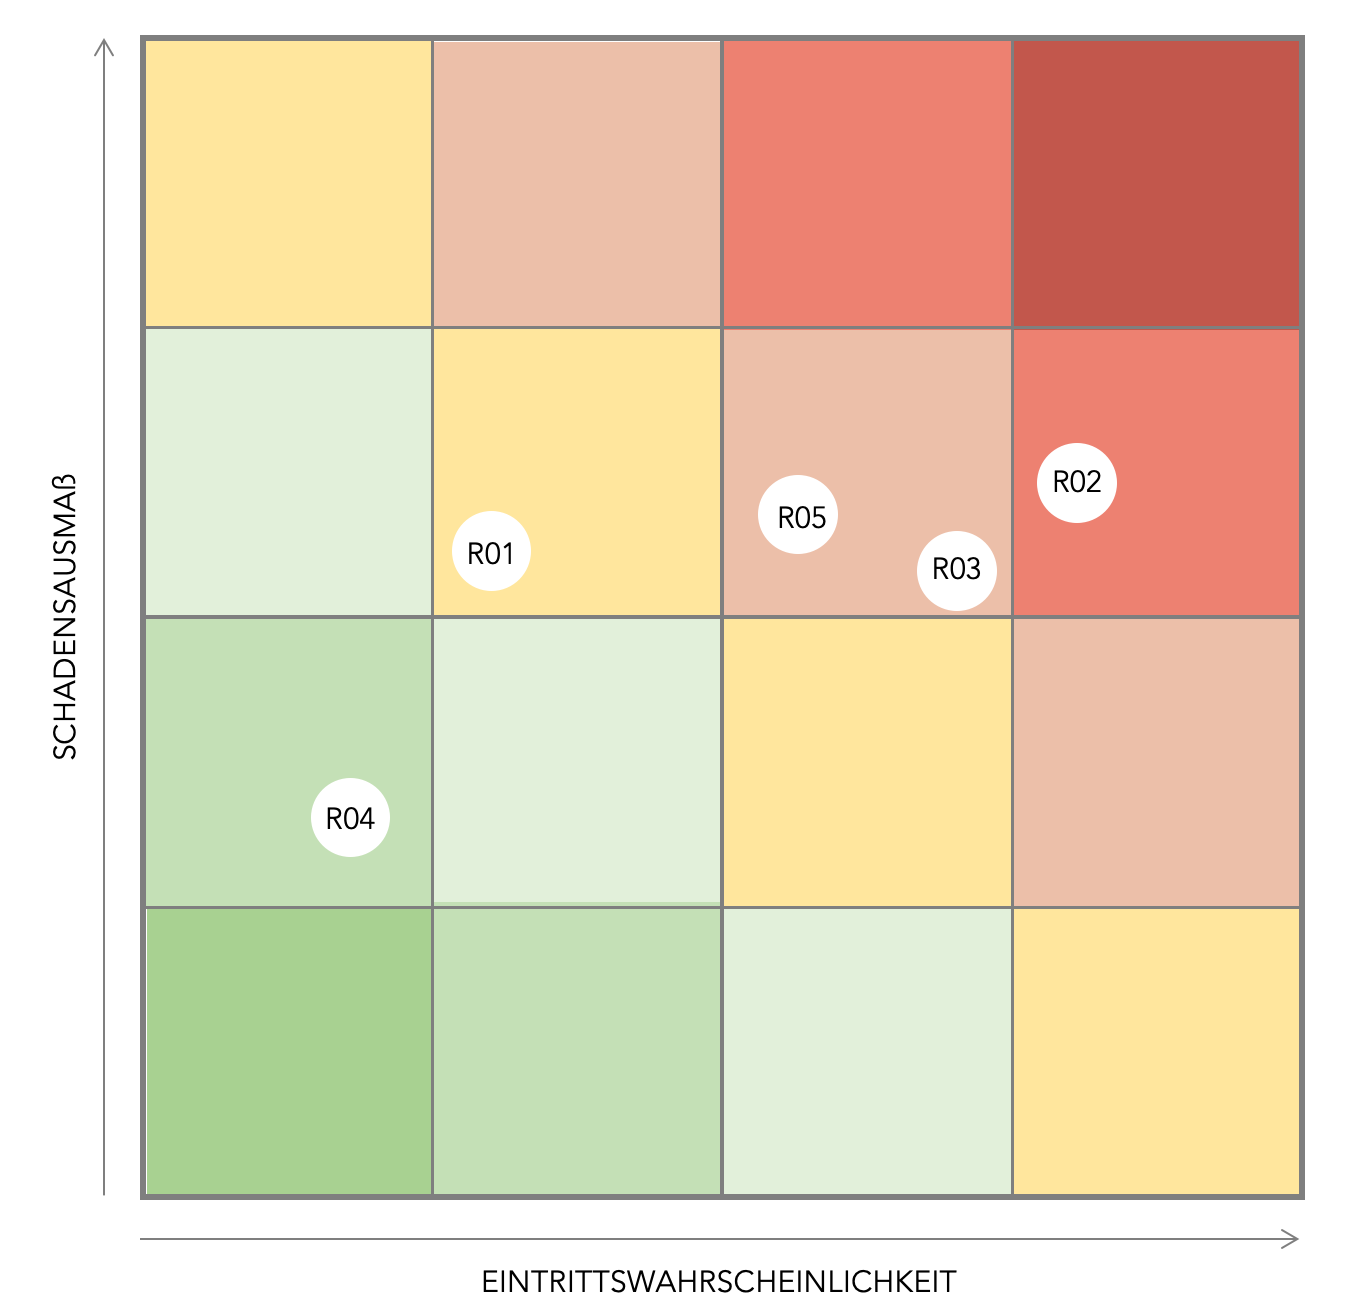 SCHADENSAUSMAß
R02
R05
R01
R03
R04
EINTRITTSWAHRSCHEINLICHKEIT